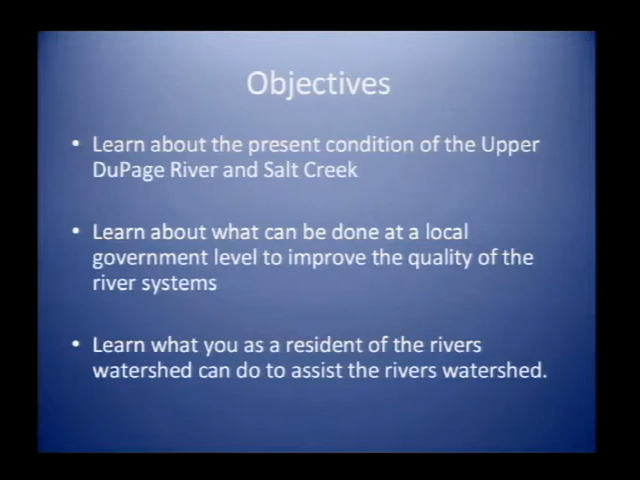 Objectives
• Learn about the present condition of the Upper
DuPage River and Salt Creek
• Learn about what can be done at a local
government level to improve the quality of the
river systems
• Learn what you as a resident of the rivers
watershed can do to assist the rivers watershed.